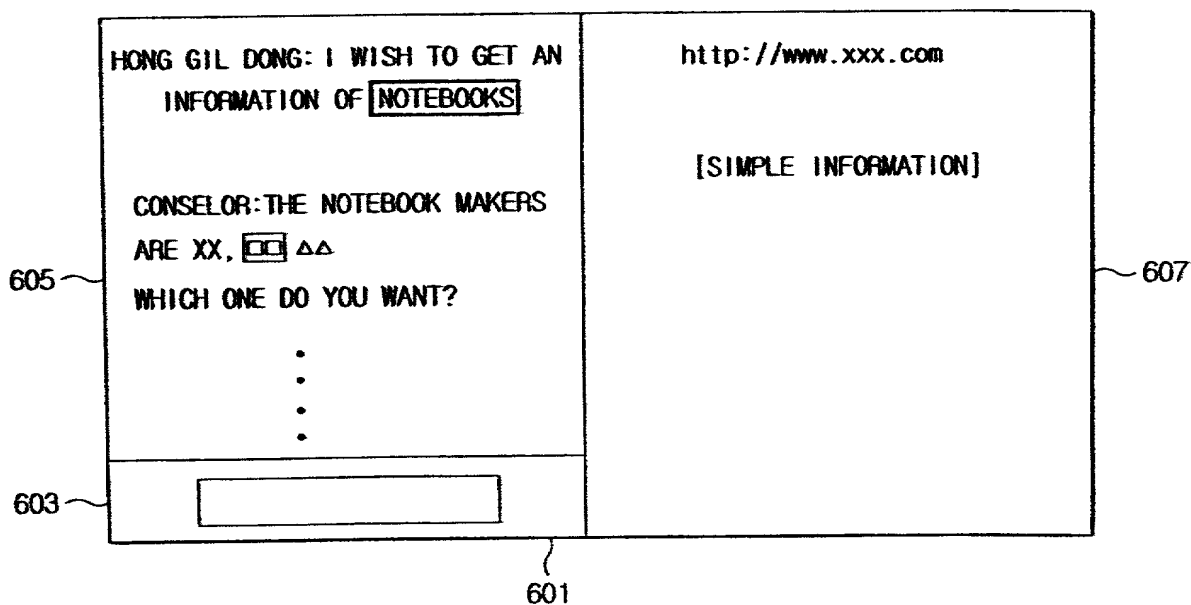 HONG GIL DONG: I WISH TO GET AN
INFORMATION OF NOTEBOOKS
CONSELOR:THE NOTEBOOK MAKERS
ARE XX, □□ △△
WHICH ONE DO YOU WANT?
http://www.xxx.com
[SIMPLE INFORMATION]
605
607
603
601